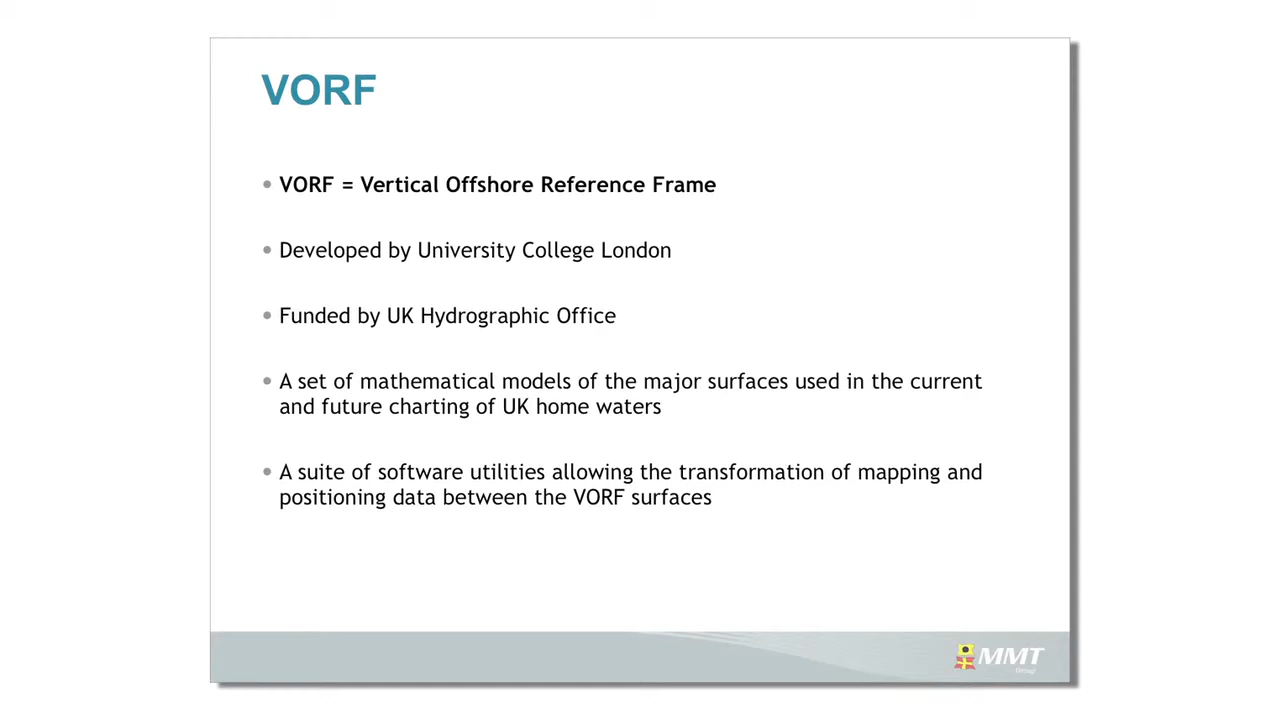 VORF
• VORF = Vertical Offshore Reference Frame
• Developed by University College London
• Funded by UK Hydrographic Office
• A set of mathematical models of the major surfaces used in the current
and future charting of UK home waters
• A suite of software utilities allowing the transformation of mapping and
positioning data between the VORF surfaces
MMT
Group